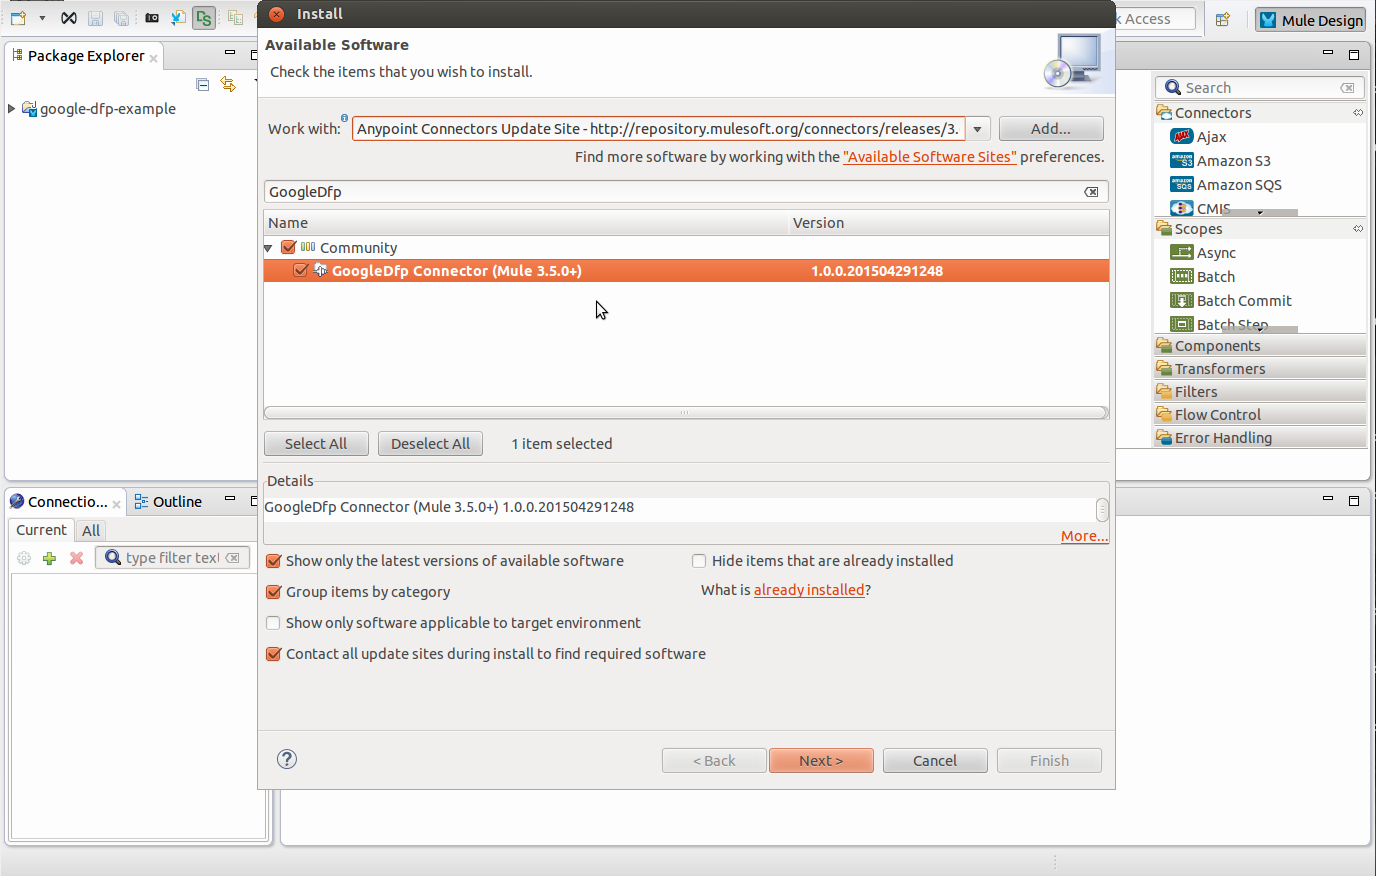 Install
k Access
Mule Design
Package Explorer
google-dfp-example
Available Software
Check the items that you wish to install.
Work with:
Anypoint Connectors Update Site - http://repository.mulesoft.org/connectors/releases/3.
Add...
Find more software by working with the "Available Software Sites" preferences.
GoogleDfp
Name
Version
Community
GoogleDfp Connector (Mule 3.5.0+)
1.0.0.201504291248
Select All
Deselect All
1 item selected
Details
GoogleDfp Connector (Mule 3.5.0+) 1.0.0.201504291248
More...
Show only the latest versions of available software
Hide items that are already installed
Group items by category
What is already installed?
Show only software applicable to target environment
Contact all update sites during install to find required software
< Back
Next >
Cancel
Finish
Search
Connectors
Ajax
Amazon S3
Amazon SQS
CMIS
Scopes
Async
Batch
Batch Commit
Batch Step
Components
Transformers
Filters
Flow Control
Error Handling
Connectio...
Outline
Current
All
type filter text